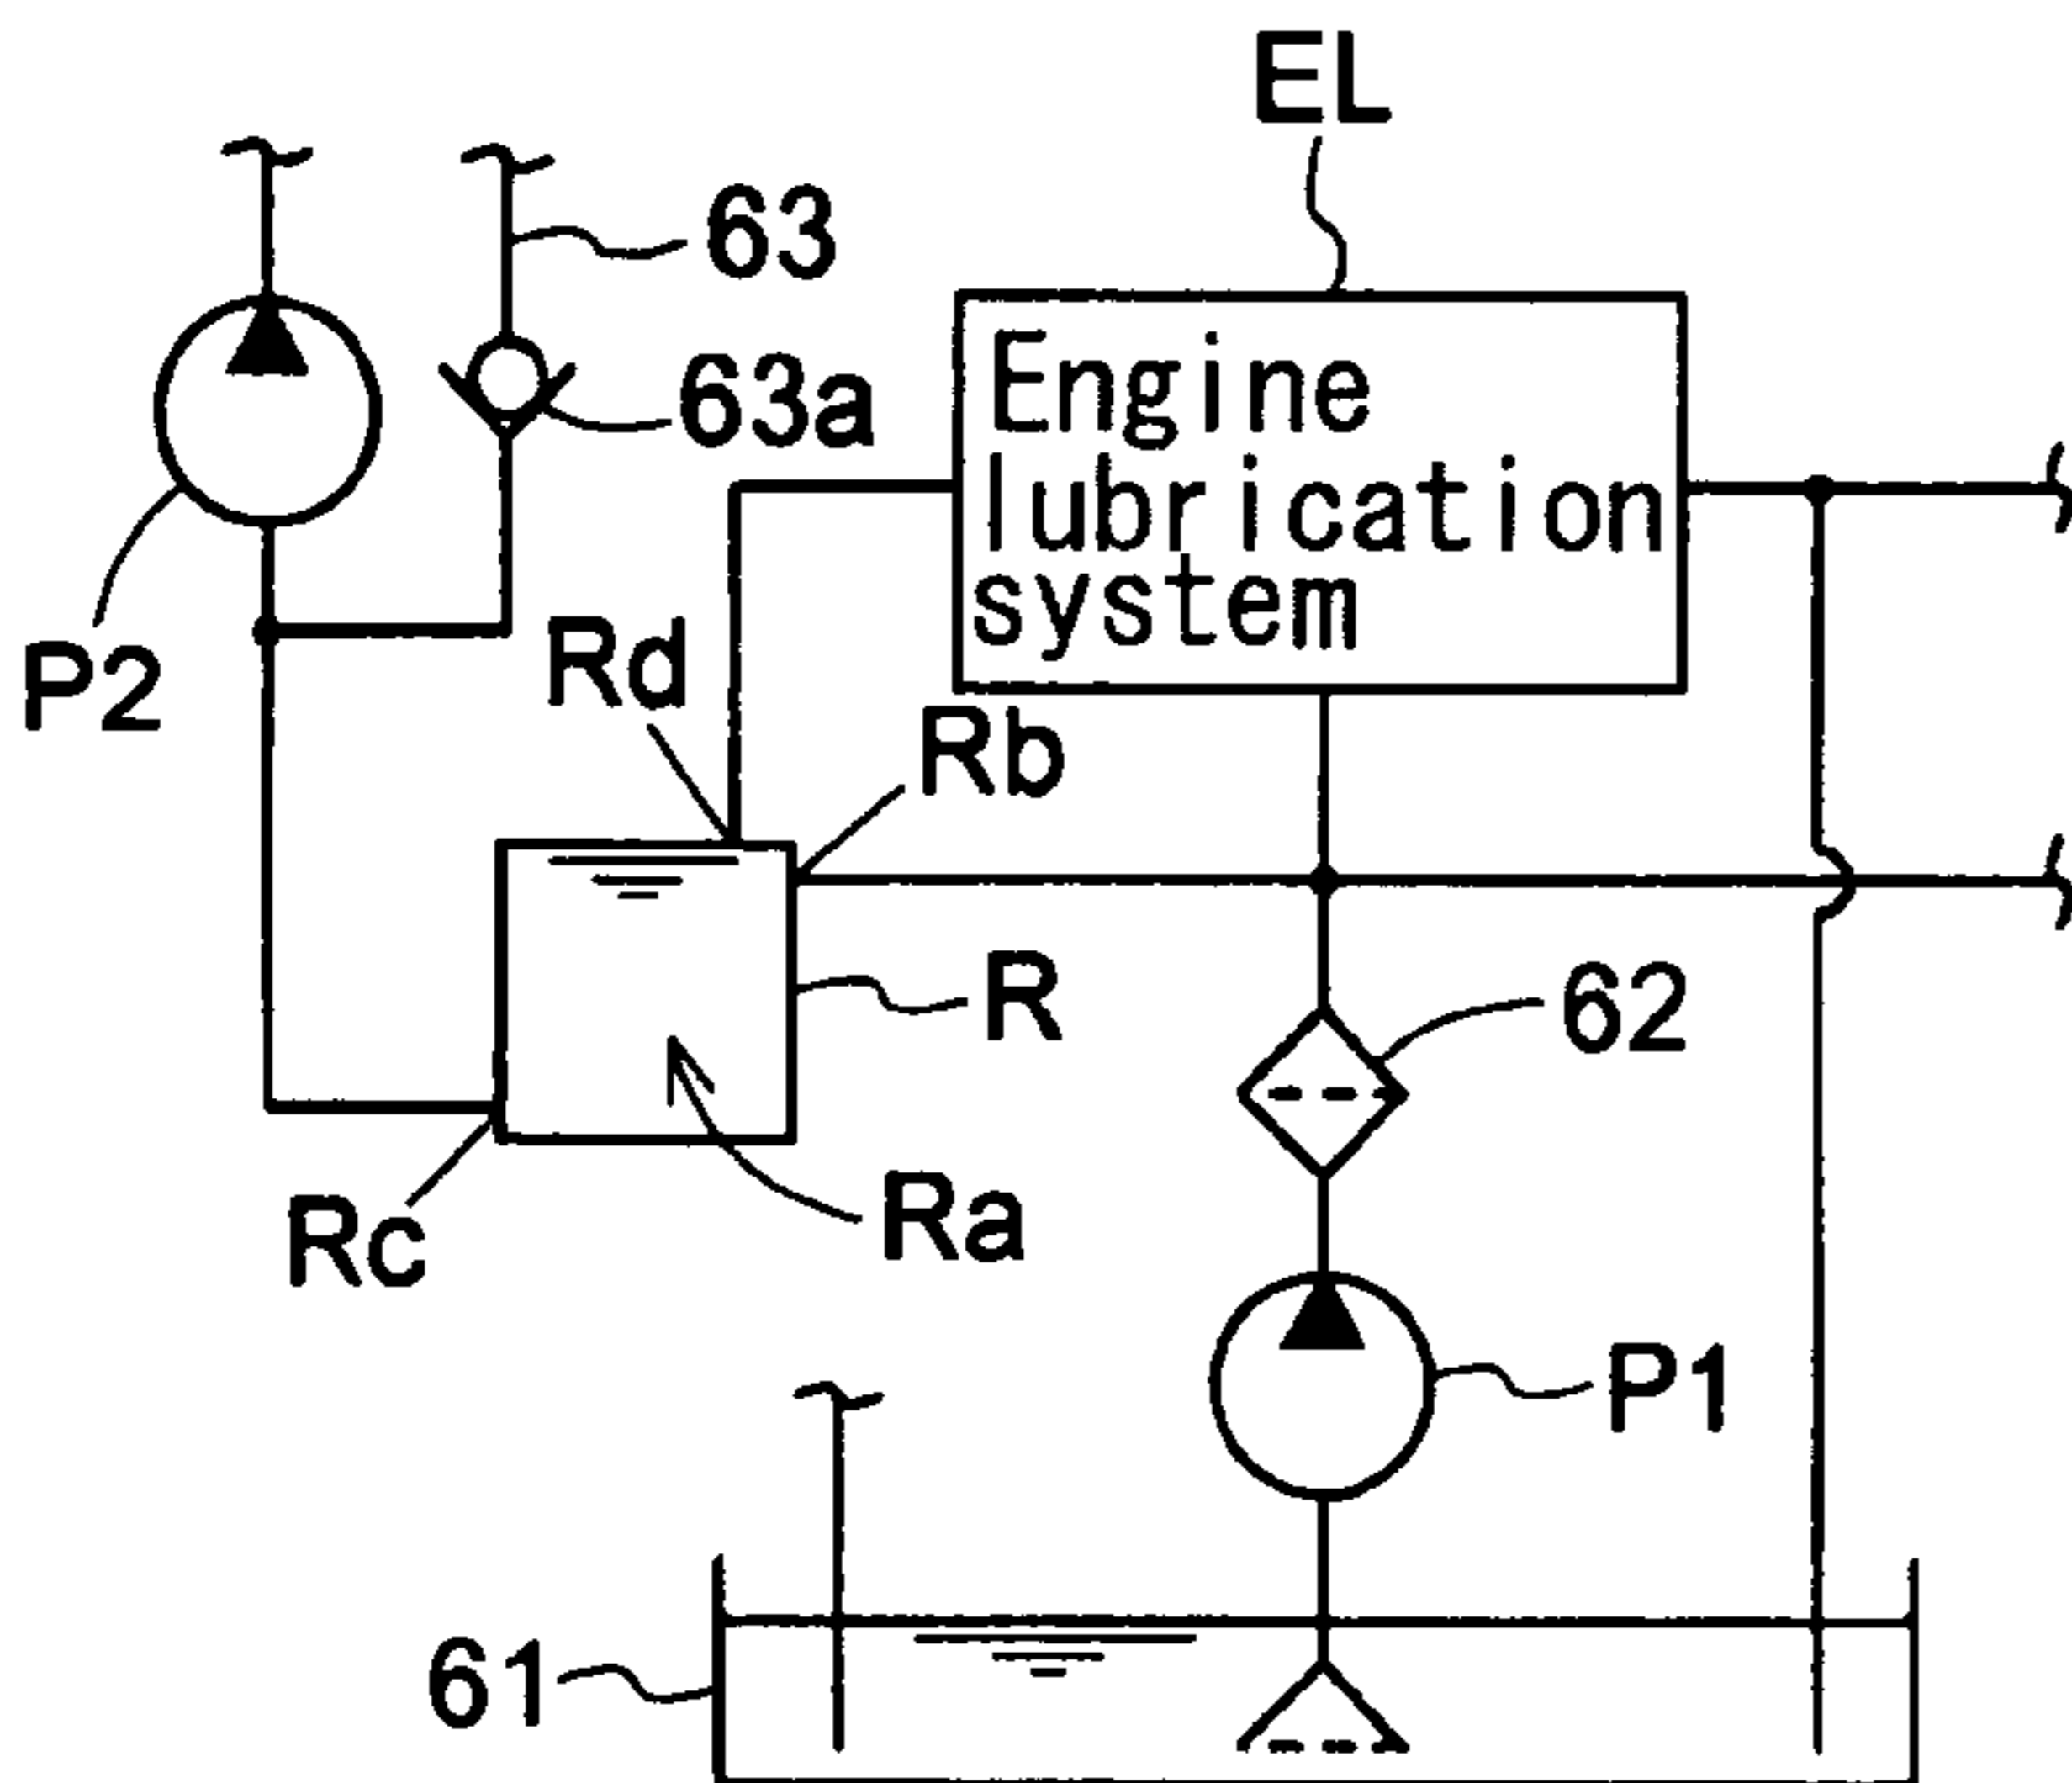 EL
63
63a
Engine
lubrication
system
P2
Rd
Rb
R
62
Rc
Ra
P1
61